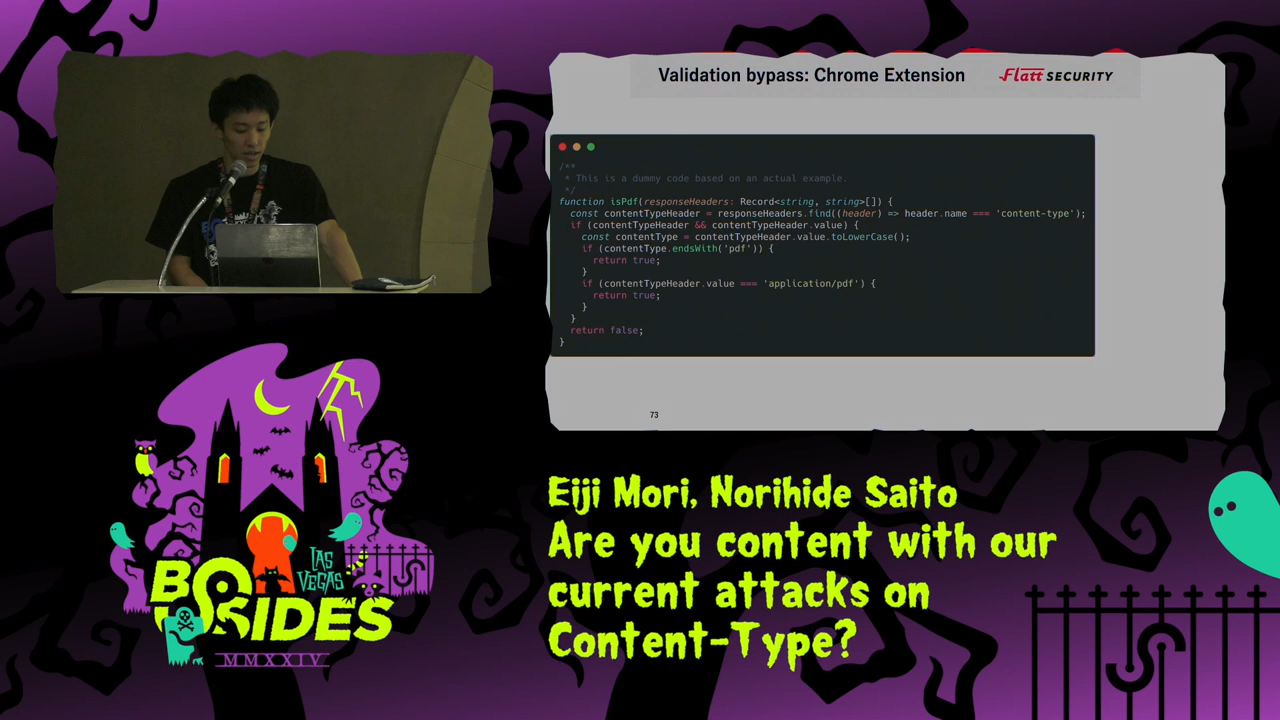 Validation bypass: Chrome Extension
Flatt SECURITY
/**
* This is a dummy code based on an actual example.
*/
function isPdf(responseHeaders: Record<string, string>[]) {
const contentTypeHeader = responseHeaders.find((header) => header.name === 'content-type');
if (contentTypeHeader && contentTypeHeader.value) {
const contentType = contentTypeHeader.value.toLowerCase();
if (contentType.endsWith('pdf')) {
return true;
}
if (contentTypeHeader.value === 'application/pdf') {
return true;
}
}
return false;
}
73
BSIDES
LAS
VEGAS
MMXXIV
Eiji Mori, Norihide Saito
Are you content with our
current attacks on
Content-Type?